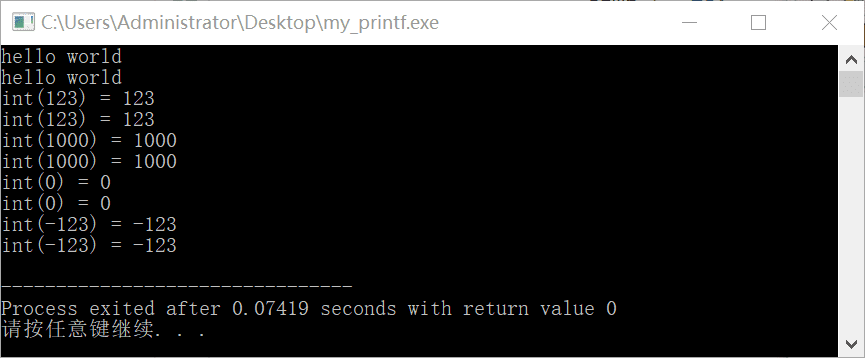 C:\Users\Administrator\Desktop\my_printf.exe
hello world
hello world
int(123) = 123
int(123) = 123
int(1000) = 1000
int(1000) = 1000
int(0) = 0
int(0) = 0
int(-123) = -123
int(-123) = -123
--------------------------------
Process exited after 0.07419 seconds with return value 0
请按任意键继续. . .